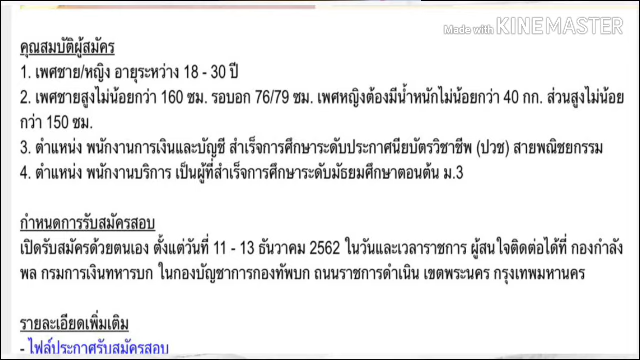 Made with KINEMASTER
คุณสมบัติผู้สมัคร
1. เพศชาย/หญิง อายุระหว่าง 18 - 30 ปี
2. เพศชายสูงไม่น้อยกว่า 160 ซม. รอบอก 76/79 ซม. เพศหญิงต้องมีน้ำหนักไม่น้อยกว่า 40 กก. ส่วนสูงไม่น้อย
กว่า 150 ซม.
3. ตำแหน่ง พนักงานการเงินและบัญชี สำเร็จการศึกษาระดับประกาศนียบัตรวิชาชีพ (ปวช) สายพณิชยกรรม
4. ตำแหน่ง พนักงานบริการ เป็นผู้ที่สำเร็จการศึกษาระดับมัธยมศึกษาตอนต้น ม.3
กำหนดการรับสมัครสอบ
เปิดรับสมัครด้วยตนเอง ตั้งแต่วันที่ 11 - 13 ธันวาคม 2562 ในวันและเวลาราชการ ผู้สนใจติดต่อได้ที่ กองกำลัง
พล กรมการเงินทหารบก ในกองบัญชาการกองทัพบก ถนนราชการดำเนิน เขตพระนคร กรุงเทพมหานคร
รายละเอียดเพิ่มเติม
- ไฟล์ประกาศรับสมัครสอบ